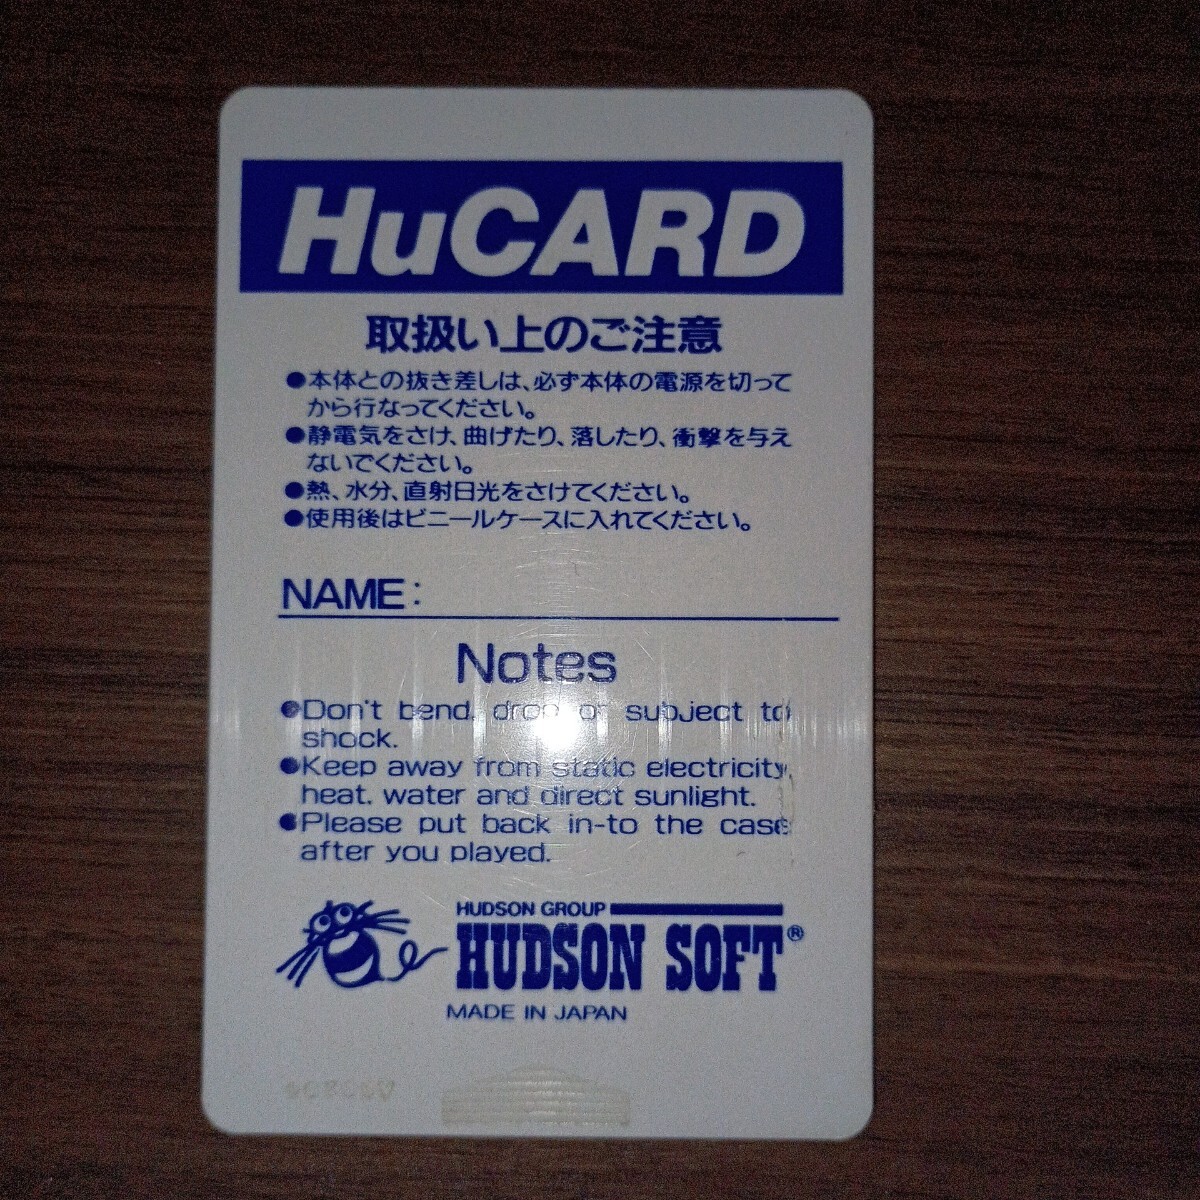 HuCARD
取扱い上のご注意
●本体との抜き差しは、必ず本体の電源を切って
から行なってください。
●静電気をさけ、曲げたり、落したり、衝撃を与え
ないでください。
●熱、水分、直射日光をさけてください。
●使用後はビニールケースに入れてください。
NAME:
Notes
●Don't bend, drop or subject to
shock.
●Keep away from static electricity,
heat, water and direct sunlight.
●Please put back in-to the case
after you played.
HUDSON GROUP
HUDSON SOFT®
MADE IN JAPAN